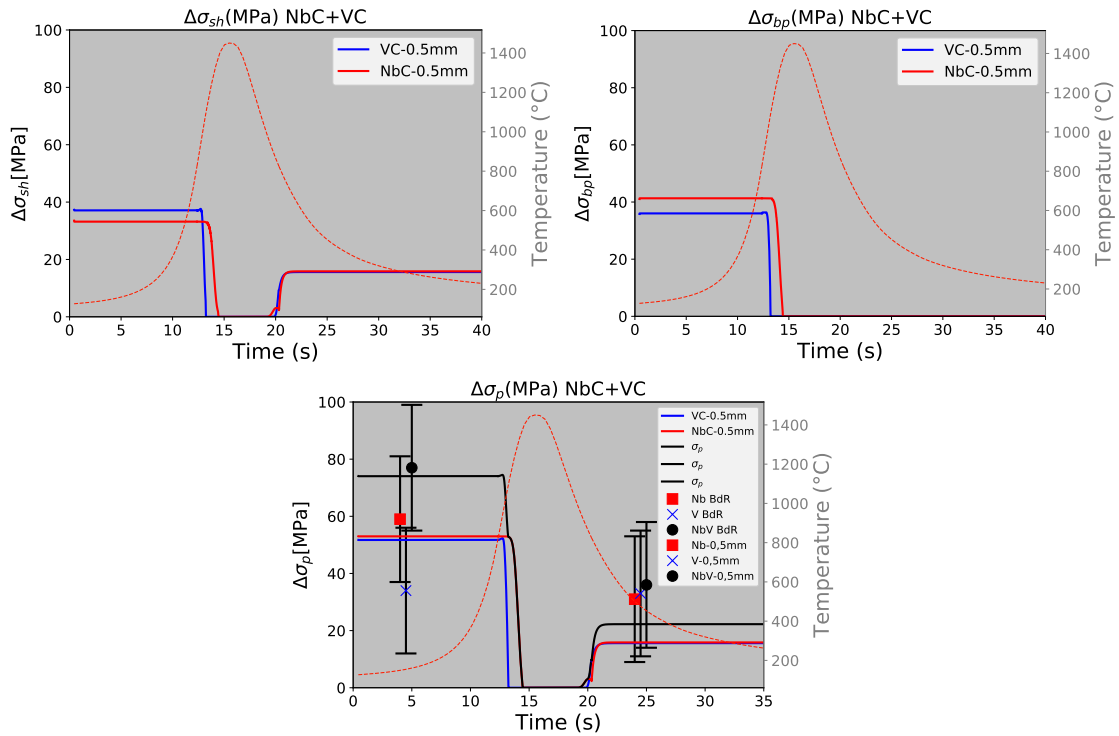 Δσsh(MPa) NbC+VC
100
80
60
40
20
0
Δσsh[MPa]
VC-0.5mm
NbC-0.5mm
1400
1200
1000
800
600
400
200
Temperature (°C)
0 5 10 15 20 25 30 35 40
Time (s)
Δσbp(MPa) NbC+VC
100
80
60
40
20
0
Δσbp[MPa]
VC-0.5mm
NbC-0.5mm
1400
1200
1000
800
600
400
200
Temperature (°C)
0 5 10 15 20 25 30 35 40
Time (s)
Δσp(MPa) NbC+VC
100
80
60
40
20
0
Δσp[MPa]
VC-0.5mm
NbC-0.5mm
σp
σp
σp
Nb BdR
V BdR
NbV BdR
Nb-0,5mm
V-0,5mm
NbV-0,5mm
1400
1200
1000
800
600
400
200
Temperature (°C)
0 5 10 15 20 25 30 35
Time (s)